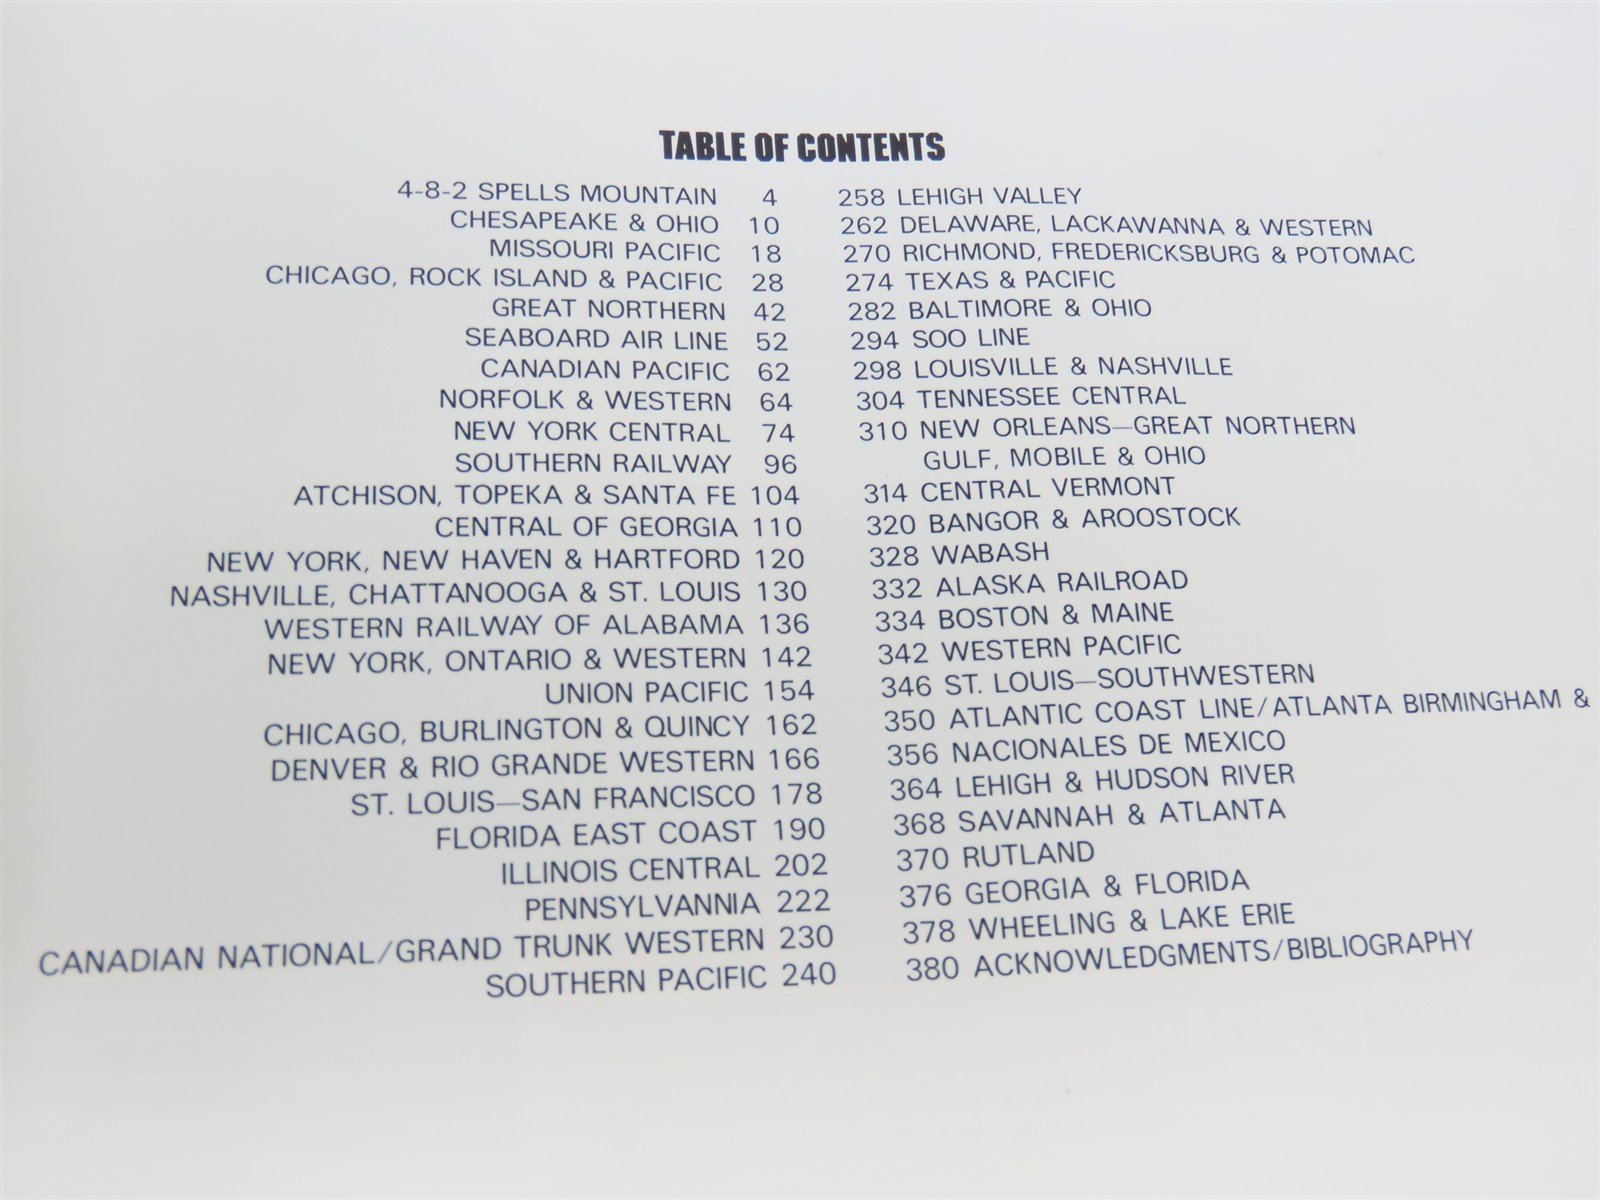 TABLE OF CONTENTS
4-8-2 SPELLS MOUNTAIN 4
CHESAPEAKE & OHIO 10
MISSOURI PACIFIC 18
CHICAGO, ROCK ISLAND & PACIFIC 28
GREAT NORTHERN 42
SEABOARD AIR LINE 52
CANADIAN PACIFIC 62
NORFOLK & WESTERN 64
NEW YORK CENTRAL 74
SOUTHERN RAILWAY 96
ATCHISON, TOPEKA & SANTA FE 104
CENTRAL OF GEORGIA 110
NEW YORK, NEW HAVEN & HARTFORD 120
NASHVILLE, CHATTANOOGA & ST. LOUIS 130
WESTERN RAILWAY OF ALABAMA 136
NEW YORK, ONTARIO & WESTERN 142
UNION PACIFIC 154
CHICAGO, BURLINGTON & QUINCY 162
DENVER & RIO GRANDE WESTERN 166
ST. LOUIS—SAN FRANCISCO 178
FLORIDA EAST COAST 190
ILLINOIS CENTRAL 202
PENNSYLVANNIA 222
CANADIAN NATIONAL/GRAND TRUNK WESTERN 230
SOUTHERN PACIFIC 240
258 LEHIGH VALLEY
262 DELAWARE, LACKAWANNA & WESTERN
270 RICHMOND, FREDERICKSBURG & POTOMAC
274 TEXAS & PACIFIC
282 BALTIMORE & OHIO
294 SOO LINE
298 LOUISVILLE & NASHVILLE
304 TENNESSEE CENTRAL
310 NEW ORLEANS—GREAT NORTHERN
GULF, MOBILE & OHIO
314 CENTRAL VERMONT
320 BANGOR & AROOSTOCK
328 WABASH
332 ALASKA RAILROAD
334 BOSTON & MAINE
342 WESTERN PACIFIC
346 ST. LOUIS—SOUTHWESTERN
350 ATLANTIC COAST LINE/ATLANTA BIRMINGHAM &
356 NACIONALES DE MEXICO
364 LEHIGH & HUDSON RIVER
368 SAVANNAH & ATLANTA
370 RUTLAND
376 GEORGIA & FLORIDA
378 WHEELING & LAKE ERIE
380 ACKNOWLEDGMENTS/BIBLIOGRAPHY